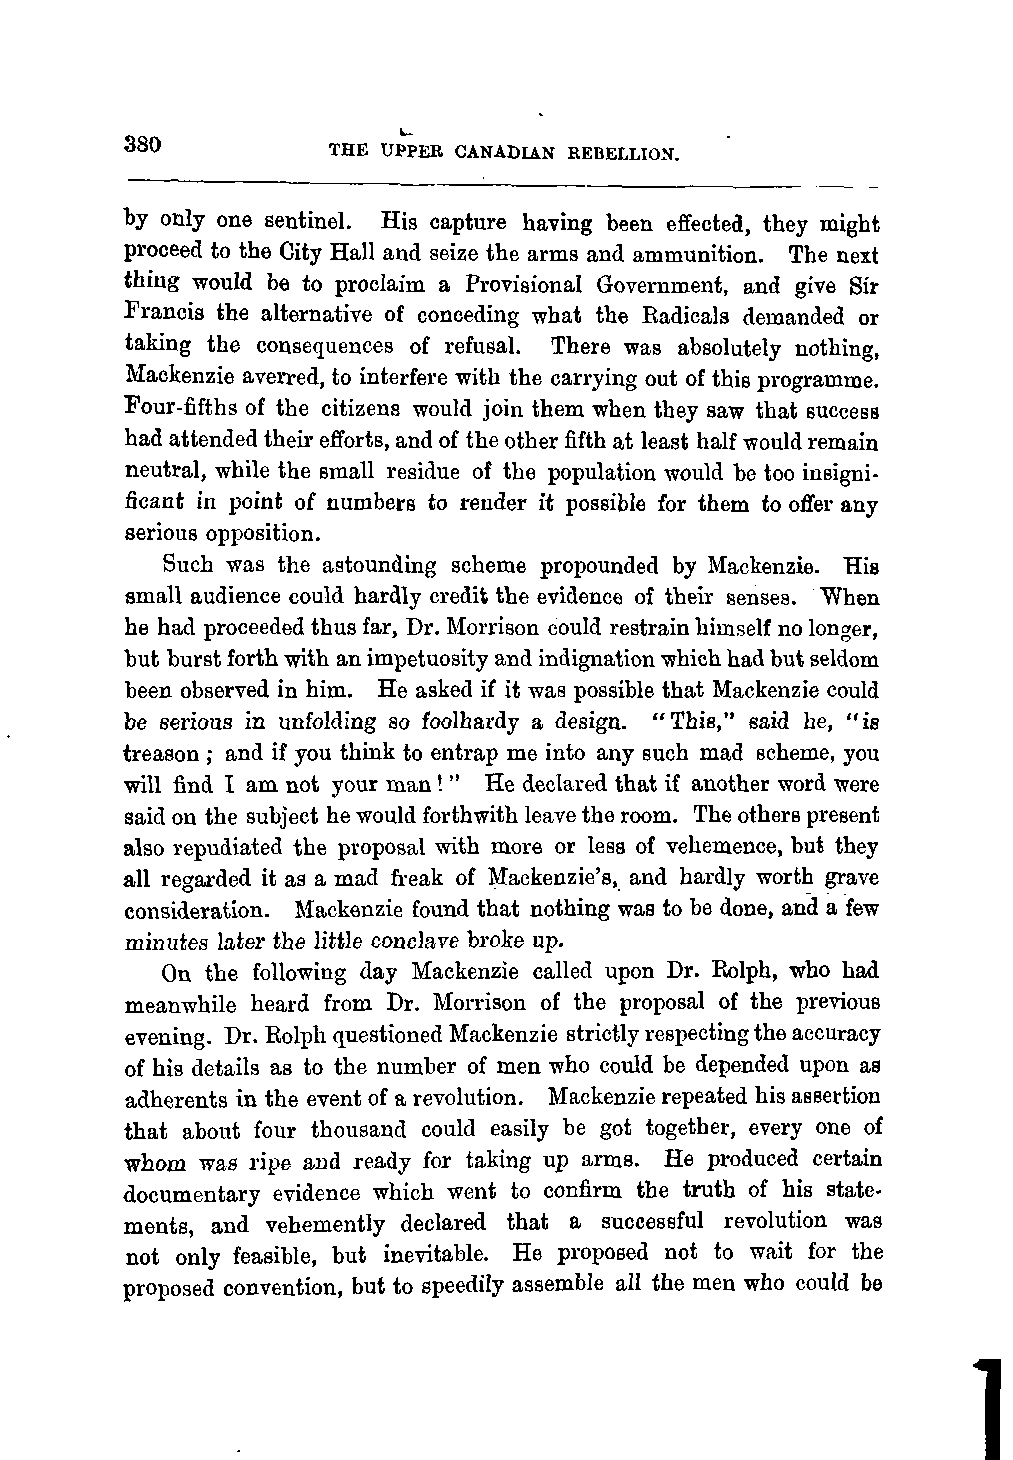 380
THE UPPER CANADIAN REBELLION.
by only one sentinel. His capture having been effected, they might
proceed to the City Hall and seize the arms and ammunition. The next
thing would be to proclaim a Provisional Government, and give Sir
Francis the alternative of conceding what the Radicals demanded or
taking the consequences of refusal. There was absolutely nothing,
Mackenzie averred, to interfere with the carrying out of this programme.
Four-fifths of the citizens would join them when they saw that success
had attended their efforts, and of the other fifth at least half would remain
neutral, while the small residue of the population would be too insigni-
ficant in point of numbers to render it possible for them to offer any
serious opposition.
Such was the astounding scheme propounded by Mackenzie. His
small audience could hardly credit the evidence of their senses. When
he had proceeded thus far, Dr. Morrison could restrain himself no longer,
but burst forth with an impetuosity and indignation which had but seldom
been observed in him. He asked if it was possible that Mackenzie could
be serious in unfolding so foolhardy a design. "This," said he, "is
treason ; and if you think to entrap me into any such mad scheme, you
will find I am not your man!" He declared that if another word were
said on the subject he would forthwith leave the room. The others present
also repudiated the proposal with more or less of vehemence, but they
all regarded it as a mad freak of Mackenzie's, and hardly worth grave
consideration. Mackenzie found that nothing was to be done, and a few
minutes later the little conclave broke up.
On the following day Mackenzie called upon Dr. Rolph, who had
meanwhile heard from Dr. Morrison of the proposal of the previous
evening. Dr. Rolph questioned Mackenzie strictly respecting the accuracy
of his details as to the number of men who could be depended upon as
adherents in the event of a revolution. Mackenzie repeated his assertion
that about four thousand could easily be got together, every one of
whom was ripe and ready for taking up arms. He produced certain
documentary evidence which went to confirm the truth of his state-
ments, and vehemently declared that a successful revolution was
not only feasible, but inevitable. He proposed not to wait for the
proposed convention, but to speedily assemble all the men who could be